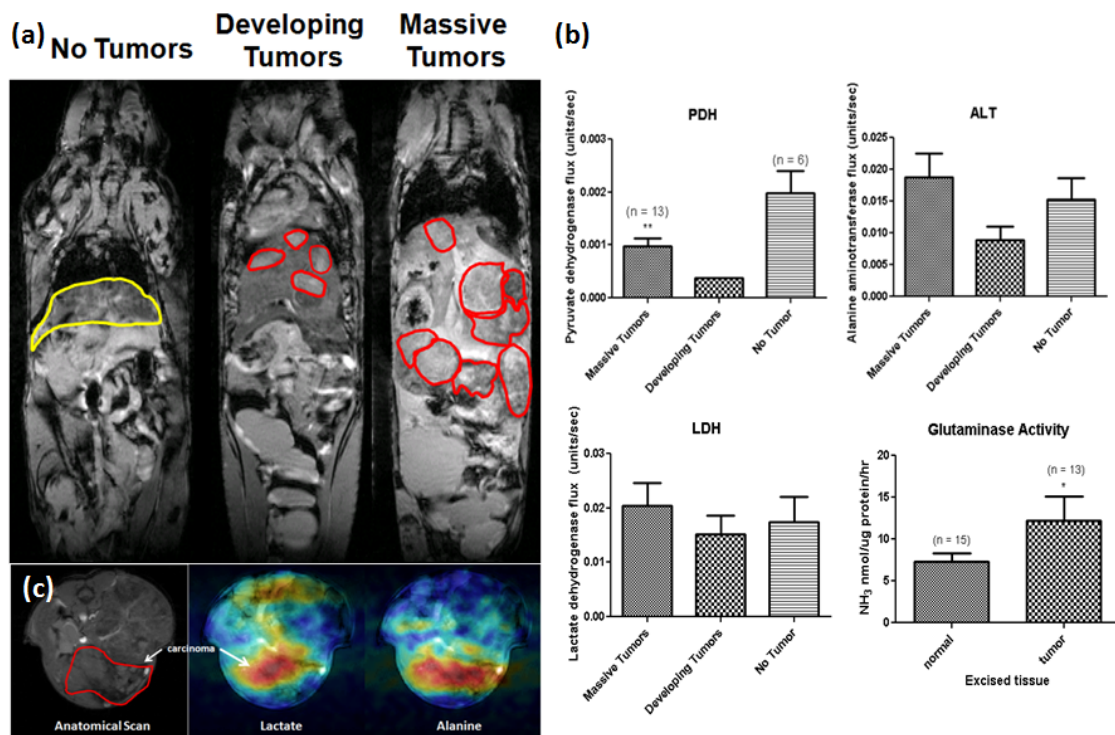 (a)
No Tumors
Developing
Tumors
Massive
Tumors
(b)
PDH
Pyruvate dehydrogenase flux (units/sec)
0.003
0.002
0.001
0.000
(n = 13)
**
(n = 6)
Massive Tumors
Developing Tumors
No Tumor
ALT
Alanine aminotransferase flux (units/sec)
0.025
0.020
0.015
0.010
0.005
0.000
Massive Tumors
Developing Tumors
No Tumor
LDH
Lactate dehydrogenase flux (units/sec)
0.03
0.02
0.01
0.00
Massive Tumors
Developing Tumors
No Tumor
Glutaminase Activity
NH3 nmol/ug protein/hr
20
15
10
5
0
(n = 15)
(n = 13)
*
normal
tumor
Excised tissue
(c)
carcinoma
Anatomical Scan
Lactate
Alanine